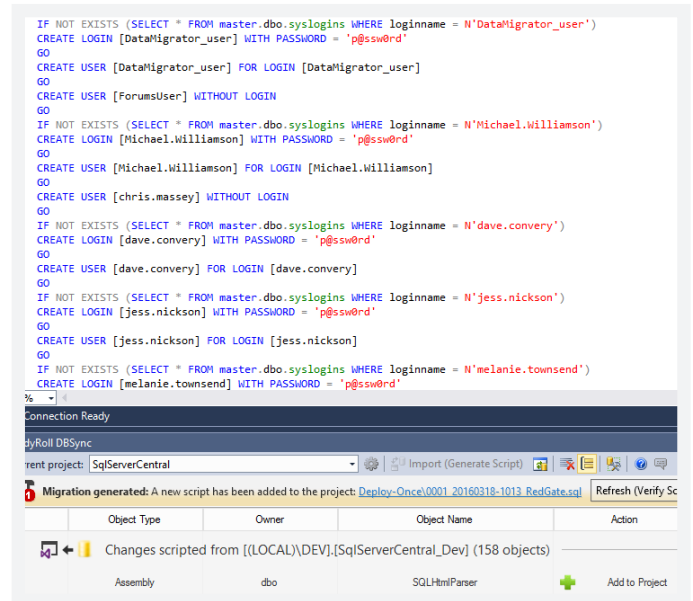 IF NOT EXISTS (SELECT * FROM master.dbo.syslogins WHERE loginname = N'DataMigrator_user')
CREATE LOGIN [DataMigrator_user] WITH PASSWORD = 'p@ssw0rd'
GO
CREATE USER [DataMigrator_user] FOR LOGIN [DataMigrator_user]
GO
CREATE USER [ForumsUser] WITHOUT LOGIN
GO
IF NOT EXISTS (SELECT * FROM master.dbo.syslogins WHERE loginname = N'Michael.Williamson')
CREATE LOGIN [Michael.Williamson] WITH PASSWORD = 'p@ssw0rd'
GO
CREATE USER [Michael.Williamson] FOR LOGIN [Michael.Williamson]
GO
CREATE USER [chris.massey] WITHOUT LOGIN
GO
IF NOT EXISTS (SELECT * FROM master.dbo.syslogins WHERE loginname = N'dave.convery')
CREATE LOGIN [dave.convery] WITH PASSWORD = 'p@ssw0rd'
GO
CREATE USER [dave.convery] FOR LOGIN [dave.convery]
GO
IF NOT EXISTS (SELECT * FROM master.dbo.syslogins WHERE loginname = N'jess.nickson')
CREATE LOGIN [jess.nickson] WITH PASSWORD = 'p@ssw0rd'
GO
CREATE USER [jess.nickson] FOR LOGIN [jess.nickson]
GO
IF NOT EXISTS (SELECT * FROM master.dbo.syslogins WHERE loginname = N'melanie.townsend')
CREATE LOGIN [melanie.townsend] WITH PASSWORD = 'p@ssw0rd'
%
Connection Ready
dyRoll DBSync
rrent project: SqlServerCentral Import (Generate Script)
Migration generated: A new script has been added to the project: Deploy-Once\0001_20160318-1013_RedGate.sql Refresh (Verify Sc
Object Type Owner Object Name Action
Changes scripted from [(LOCAL)\DEV].[SqlServerCentral_Dev] (158 objects)
Assembly dbo SQLHtmlParser Add to Project